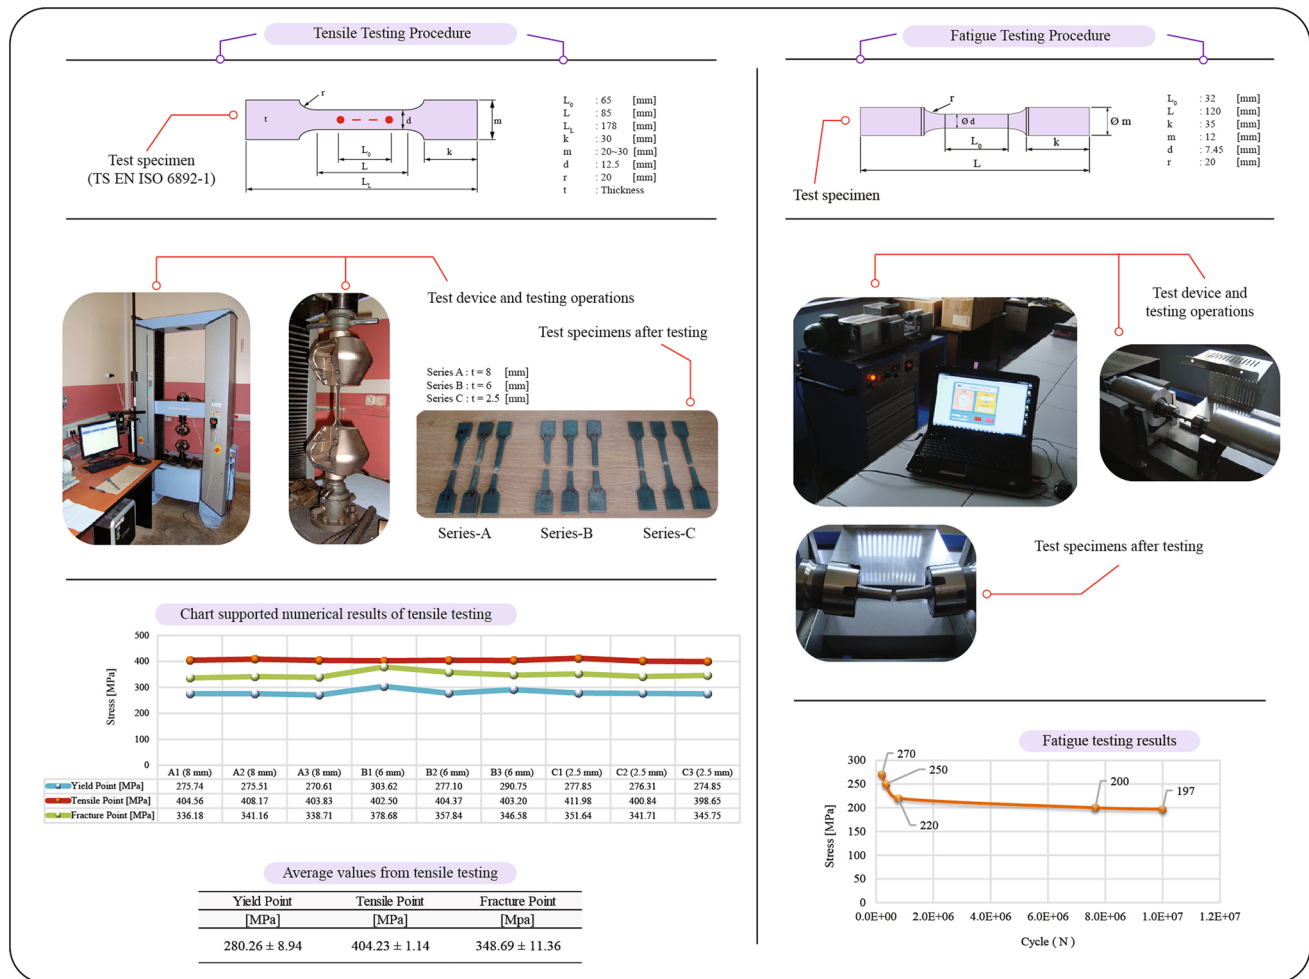 Tensile Testing Procedure
r
t
d
m
L0
L
k
LL
Test specimen
(TS EN ISO 6892-1)
L0 : 65 [mm]
L : 85 [mm]
LL : 178 [mm]
k : 30 [mm]
m : 20~30 [mm]
d : 12.5 [mm]
r : 20 [mm]
t : Thickness
Test device and testing operations
Test specimens after testing
Series A : t = 8 [mm]
Series B : t = 6 [mm]
Series C : t = 2.5 [mm]
Series-A Series-B Series-C
Chart supported numerical results of tensile testing
Stress [MPa]
500
400
300
200
100
0
A1 (8 mm) A2 (8 mm) A3 (8 mm) B1 (6 mm) B2 (6 mm) B3 (6 mm) C1 (2.5 mm) C2 (2.5 mm) C3 (2.5 mm)
Yield Point [MPa] 275.74 275.51 270.61 303.62 277.10 290.75 277.85 276.31 274.85
Tensile Point [MPa] 404.56 408.17 403.83 402.50 404.37 403.20 411.98 400.84 398.65
Fracture Point [MPa] 336.18 341.16 338.71 378.68 357.84 346.58 351.64 341.71 345.75
Average values from tensile testing
Yield Point Tensile Point Fracture Point
[MPa] [MPa] [Mpa]
280.26 ± 8.94 404.23 ± 1.14 348.69 ± 11.36
Fatigue Testing Procedure
r
Ø d
Ø m
L0
k
L
Test specimen
L0 : 32 [mm]
L : 120 [mm]
k : 35 [mm]
m : 12 [mm]
d : 7.45 [mm]
r : 20 [mm]
Test device and
testing operations
Test specimens after testing
Fatigue testing results
Stress [MPa]
300
250
200
150
100
50
0
270
250
220
200
197
0.0E+00 2.0E+06 4.0E+06 6.0E+06 8.0E+06 1.0E+07 1.2E+07
Cycle ( N )